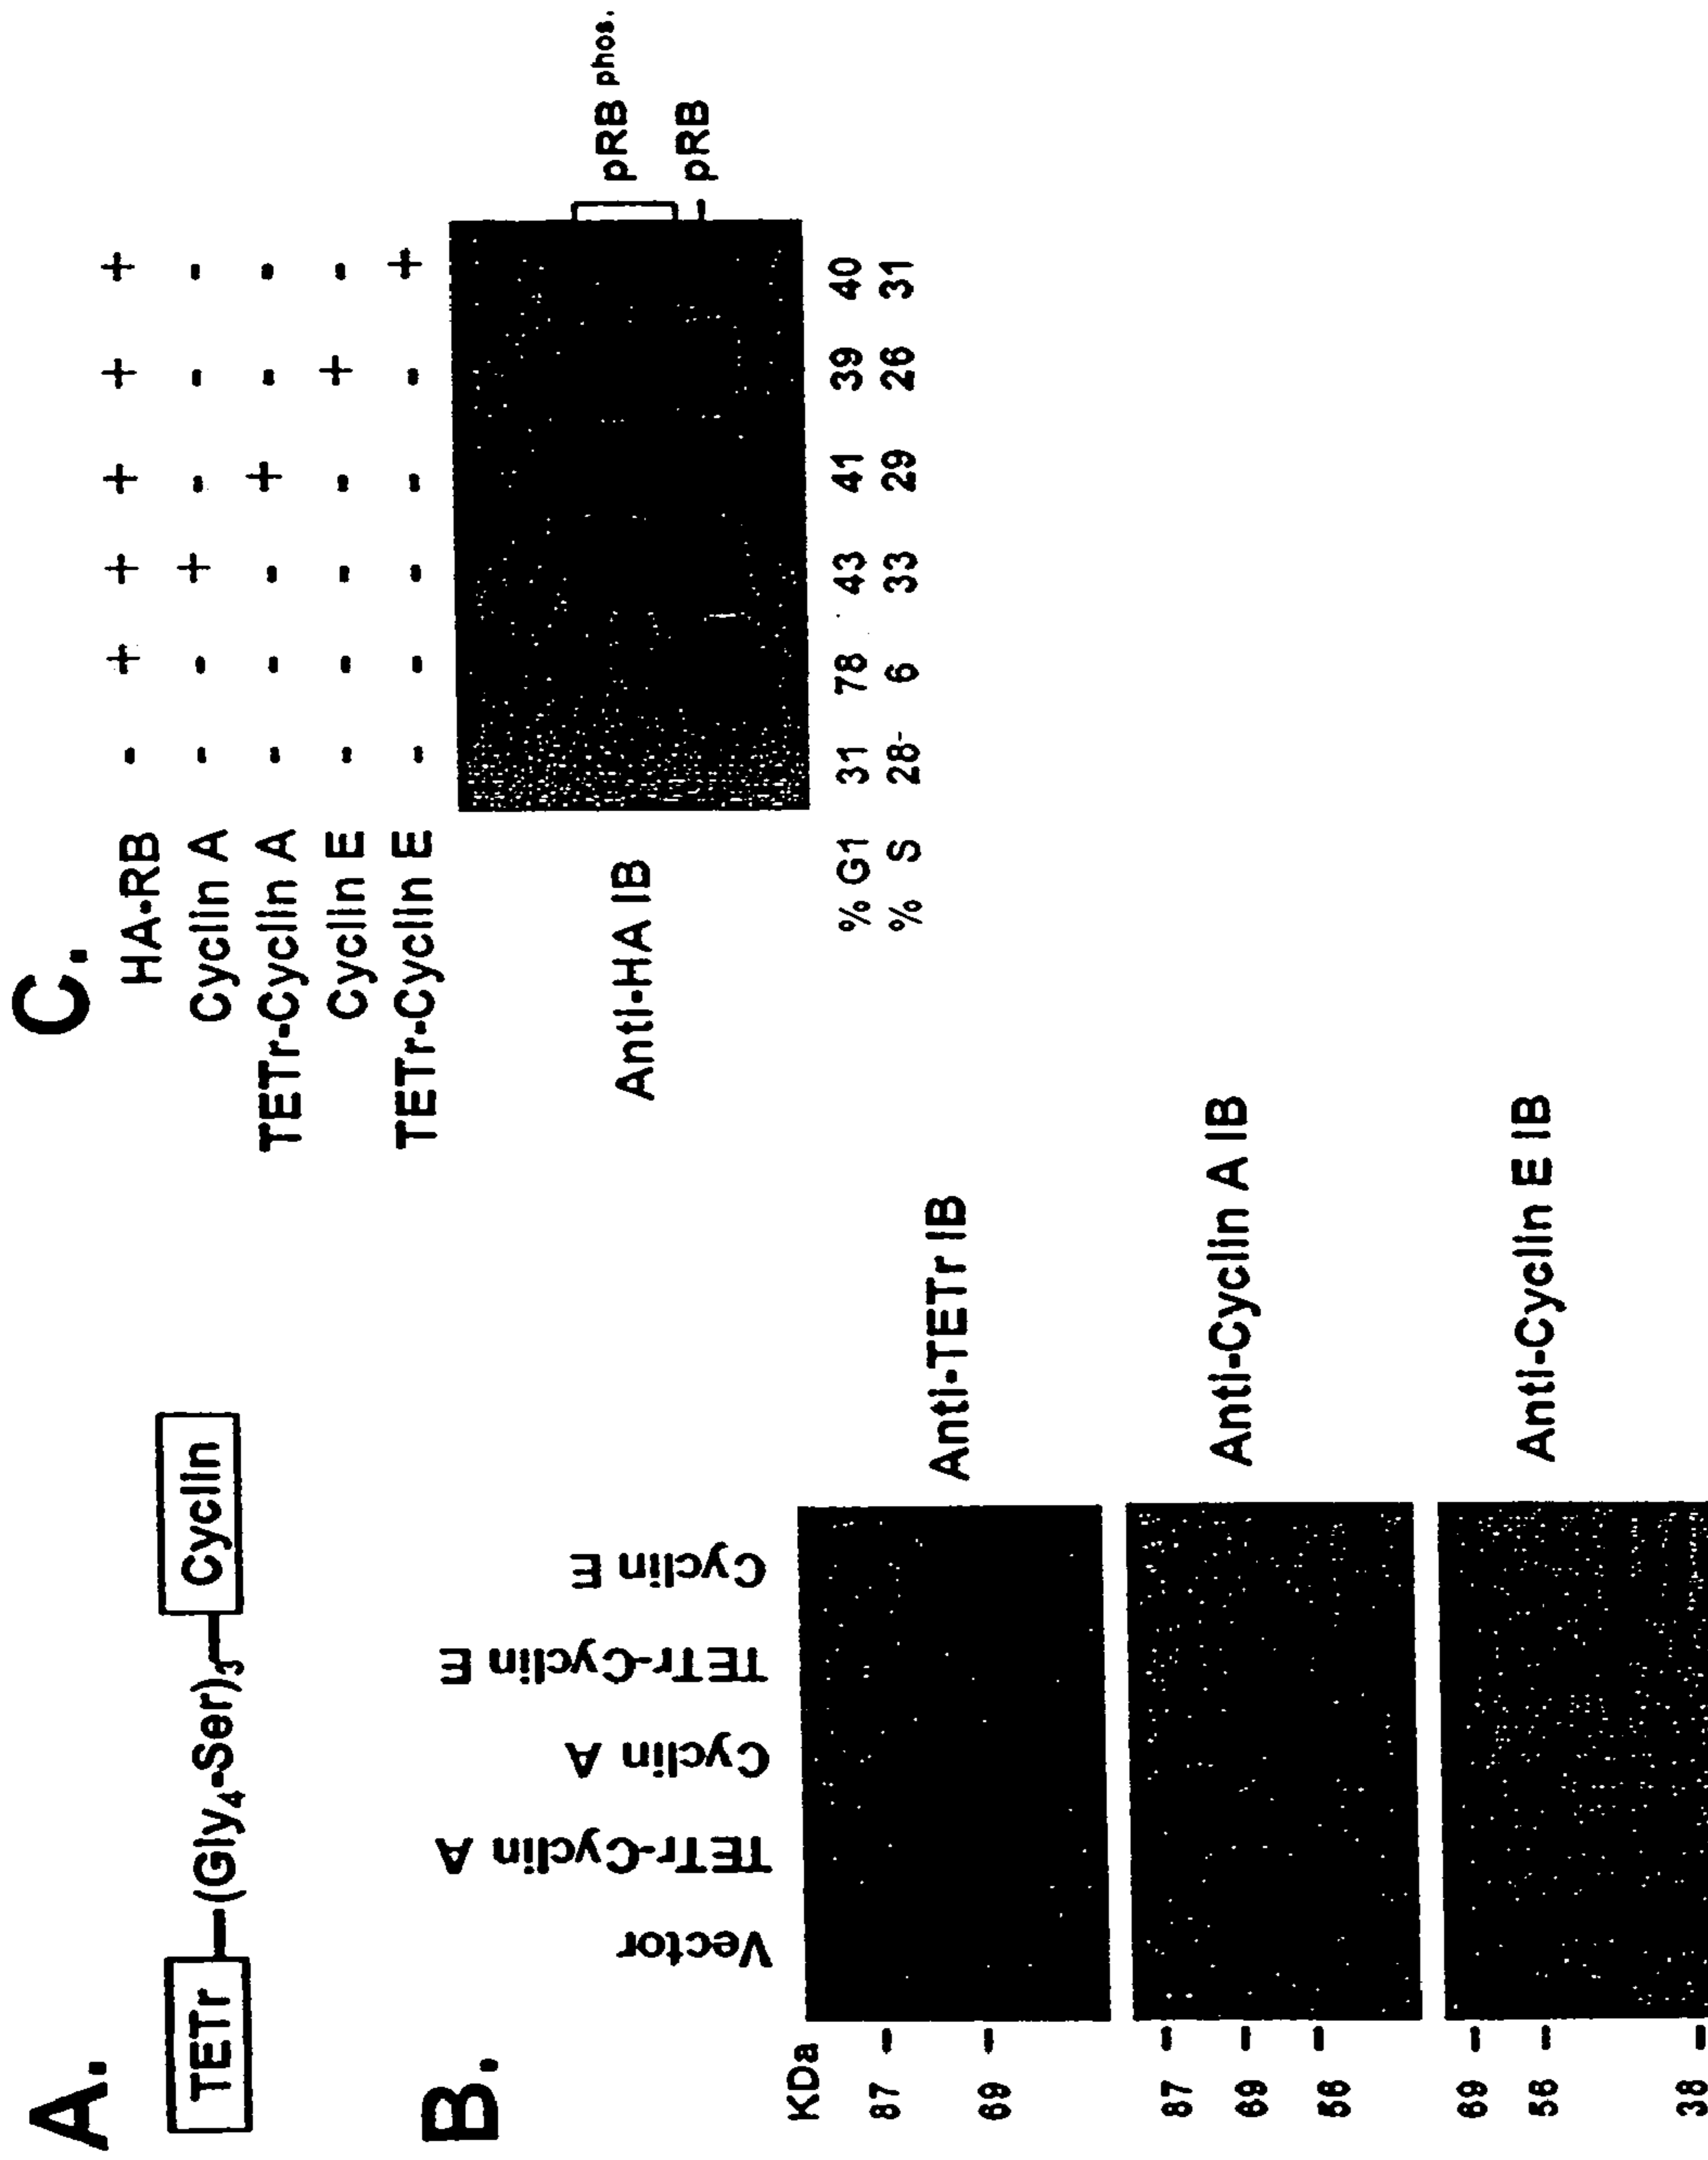 A.
TETr (Gly4-Ser)3 Cyclin
B.
Vector
TETr-Cyclin A
Cyclin A
TETr-Cyclin E
Cyclin E
KDa
87 -
69 -
Anti-TETr IB
87 -
69 -
56 -
Anti-Cyclin A IB
69 -
56 -
38 -
Anti-Cyclin E IB
C.
HA-RB - + + + + +
Cyclin A - - + - - -
TETr-Cyclin A - - - + - -
Cyclin E - - - - + -
TETr-Cyclin E - - - - - +
Anti-HA IB
pRB phos.
pRB
% G1 31 78 43 41 39 40
% S 28 6 33 29 26 31